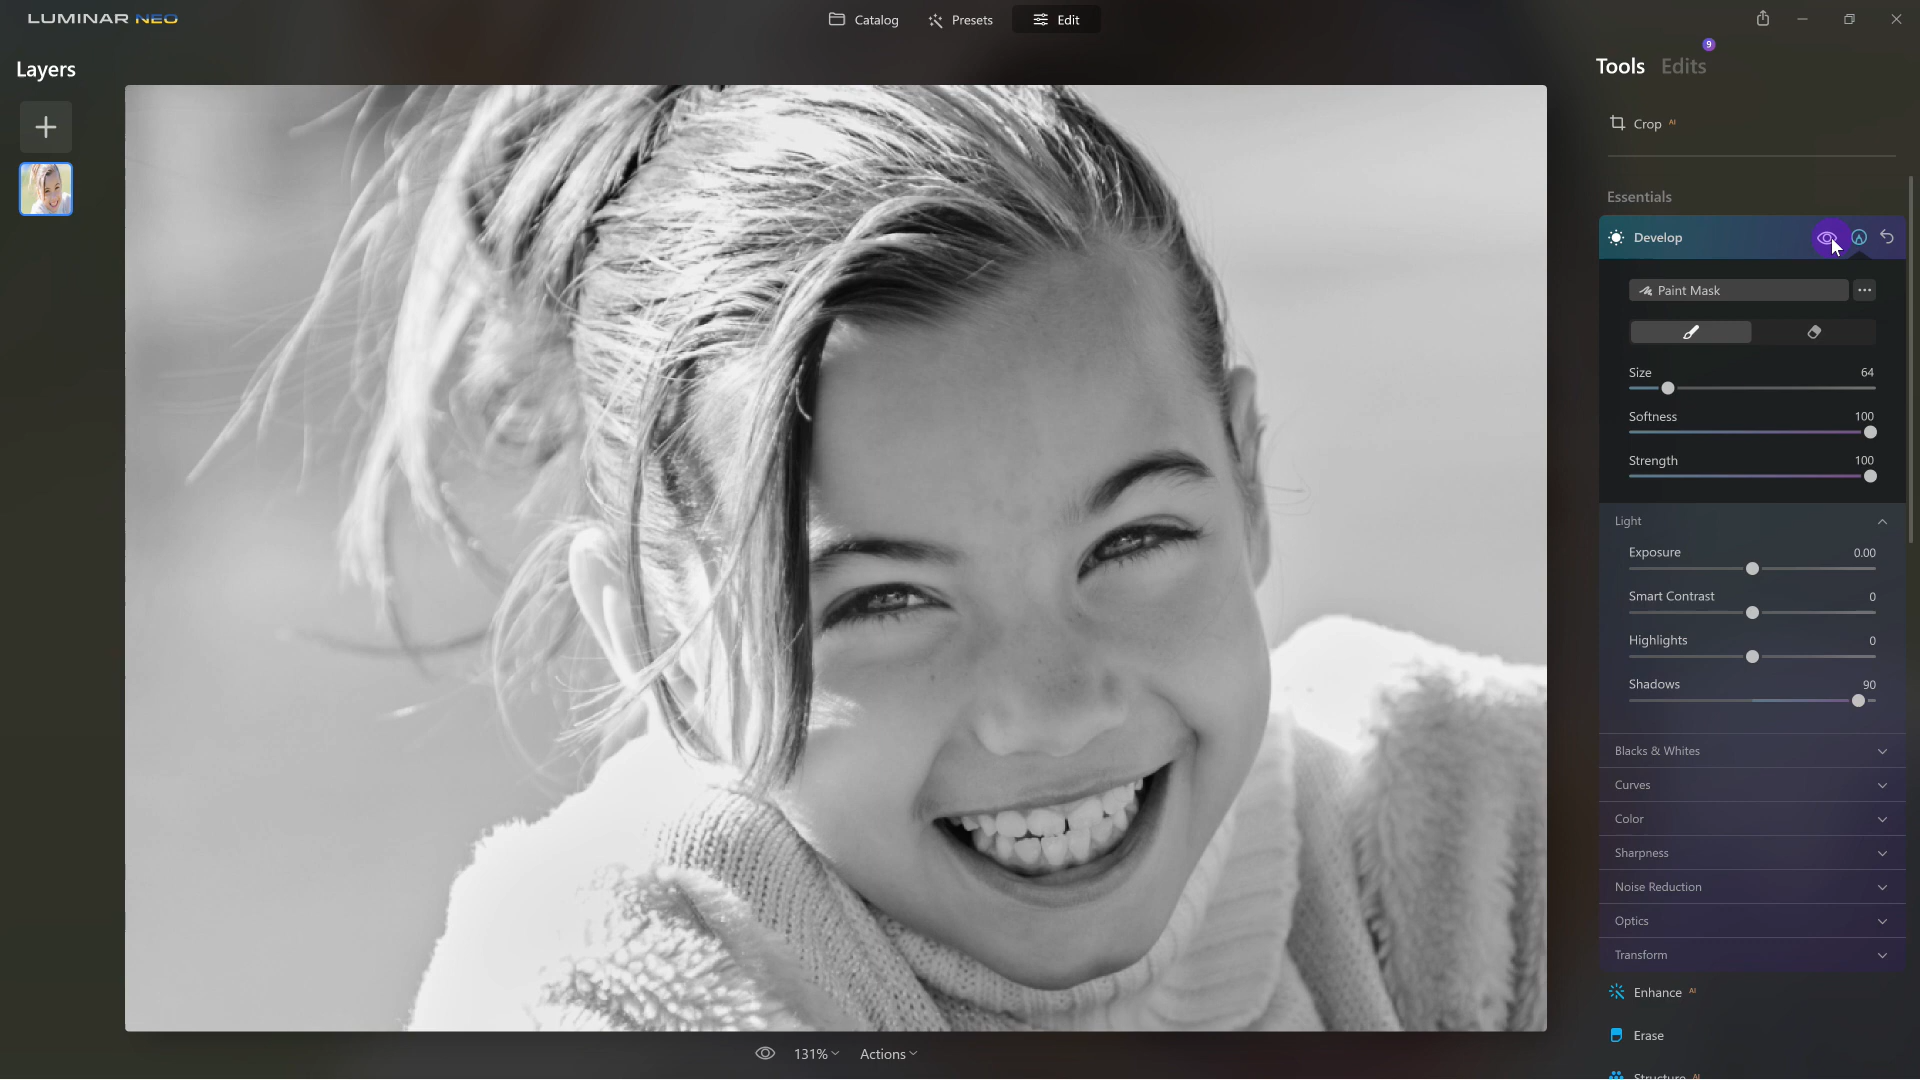 LUMINAR NEO
Catalog
Presets
Edit
Layers
9
Tools
Edits
Crop AI
Essentials
Develop
Paint Mask
Size 64
Softness 100
Strength 100
Light
Exposure 0.00
Smart Contrast 0
Highlights 0
Shadows 90
Blacks & Whites
Curves
Color
Sharpness
Noise Reduction
Optics
Transform
Enhance AI
Erase
Structure AI
131%
Actions